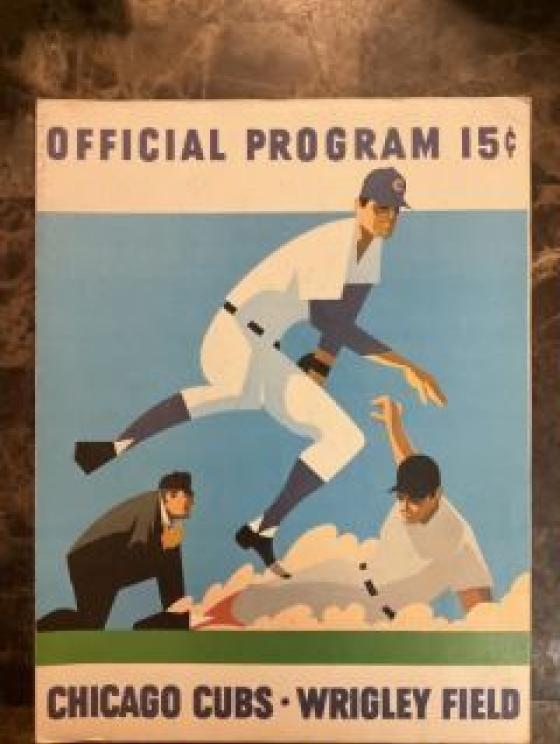 OFFICIAL PROGRAM 15¢
C
CHICAGO CUBS · WRIGLEY FIELD